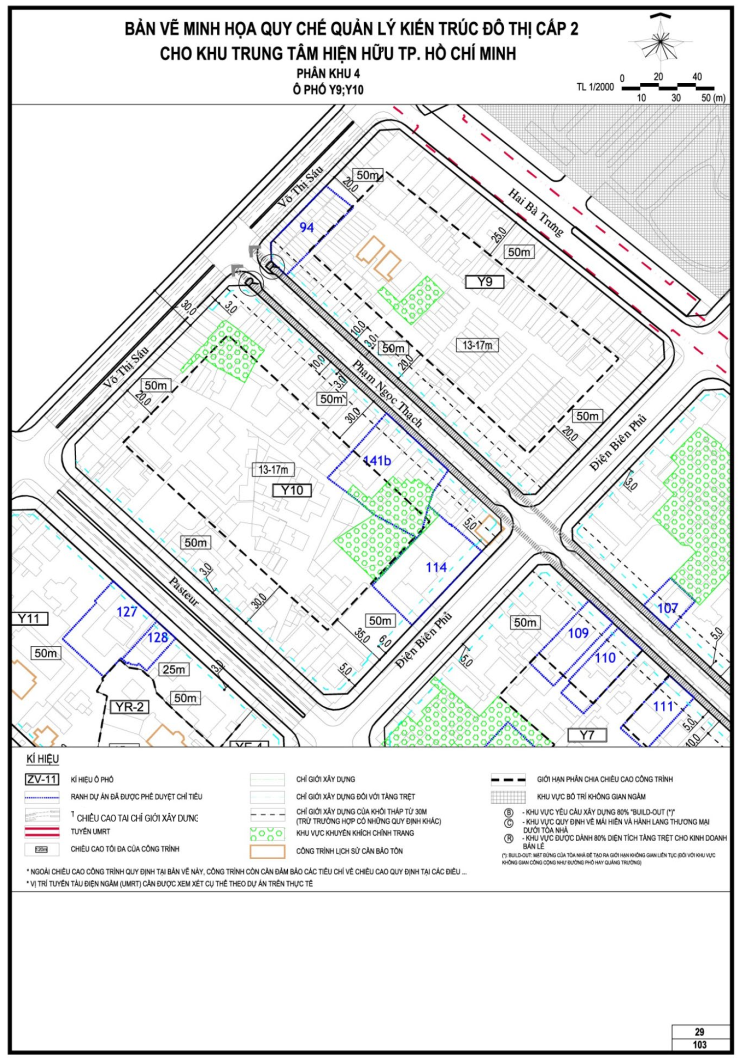 BẢN VẼ MINH HỌA QUY CHẾ QUẢN LÝ KIẾN TRÚC ĐÔ THỊ CẤP 2
CHO KHU TRUNG TÂM HIỆN HỮU TP. HỒ CHÍ MINH
PHÂN KHU 4
Ô PHỐ Y9;Y10
TL 1/2000
0 20 40
10 30 50 (m)
Võ Thị Sáu
50m
20,0
94
Hai Bà Trưng
25,0
50m
Y9
R
R
30,0
3,0
10,0
3,0
50m
20,0
13-17m
Võ Thị Sáu
50m
20,0
10,0
3,0
50m
30,0
Phạm Ngọc Thạch
50m
20,0
Điện Biên Phủ
141b
13-17m
Y10
3,0
5,0
50m
3,0
Pasteur
30,0
114
50m
35,0
6,0
5,0
Điện Biên Phủ
127
128
Y11
50m
25m
3,0
50m
YR-2
5,0
50m
109
110
107
5,0
111
5,0
10,0
Y7
KÍ HIỆU
ZV-11 KÍ HIỆU Ô PHỐ
RANH DỰ ÁN ĐÃ ĐƯỢC PHÊ DUYỆT CHỈ TIÊU
CHIỀU CAO TẠI CHỈ GIỚI XÂY DỰNG
TUYẾN UMRT
CHIỀU CAO TỐI ĐA CỦA CÔNG TRÌNH
CHỈ GIỚI XÂY DỰNG
CHỈ GIỚI XÂY DỰNG ĐỐI VỚI TẦNG TRỆT
CHỈ GIỚI XÂY DỰNG CỦA KHỐI THÁP TỪ 30M
(TRỪ TRƯỜNG HỢP CÓ NHỮNG QUY ĐỊNH KHÁC)
KHU VỰC KHUYẾN KHÍCH CHỈNH TRANG
CÔNG TRÌNH LỊCH SỬ CẦN BẢO TỒN
GIỚI HẠN PHÂN CHIA CHIỀU CAO CÔNG TRÌNH
KHU VỰC BỐ TRÍ KHÔNG GIAN NGẦM
B - KHU VỰC YÊU CẦU XÂY DỰNG 80% "BUILD-OUT (*)"
C - KHU VỰC QUY ĐỊNH VỀ MÁI HIÊN VÀ HÀNH LANG THƯƠNG MẠI
DƯỚI TÒA NHÀ
R - KHU VỰC ĐƯỢC DÀNH 80% DIỆN TÍCH TẦNG TRỆT CHO KINH DOANH
BÁN LẺ
(*): BUILD-OUT: MẶT ĐỨNG CỦA TÒA NHÀ ĐỂ TẠO RA GIỚI HẠN KHÔNG GIAN LIÊN TỤC (ĐỐI VỚI KHU VỰC
KHÔNG GIAN CÔNG CỘNG NHƯ ĐƯỜNG PHỐ HAY QUẢNG TRƯỜNG)
* NGOÀI CHIỀU CAO CÔNG TRÌNH QUY ĐỊNH TẠI BẢN VẼ NÀY, CÔNG TRÌNH CÒN CẦN ĐẢM BẢO CÁC TIÊU CHÍ VỀ CHIỀU CAO QUY ĐỊNH TẠI CÁC ĐIỀU ...
* VỊ TRÍ TUYẾN TÀU ĐIỆN NGẦM (UMRT) CẦN ĐƯỢC XEM XÉT CỤ THỂ THEO DỰ ÁN TRÊN THỰC TẾ
29
103